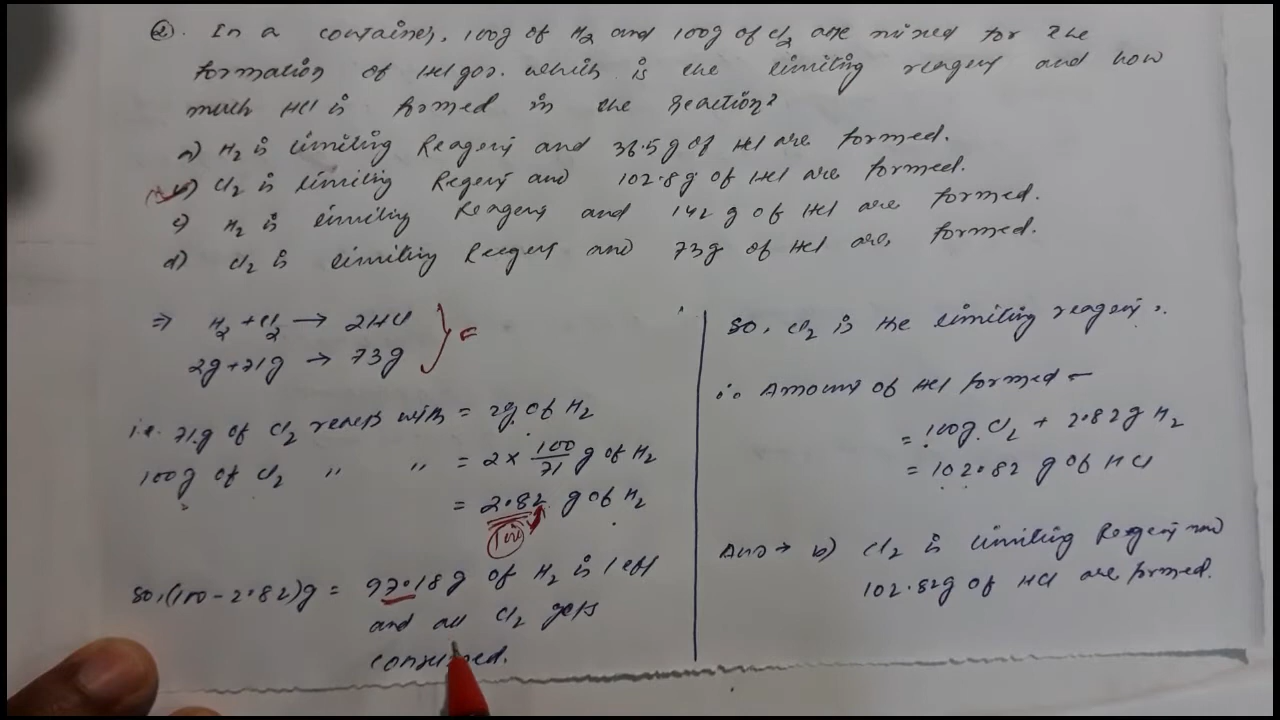 ②. In a container, 100g of H2 and 100g of Cl2 are mixed for the
formation of HCl gas. which is the limiting reagent and how
much HCl is formed in the reaction?
a) H2 is limiting Reagent and 36.5g of HCl are formed.
b) Cl2 is limiting Regent and 102.8g of HCl are formed.
c) H2 is limiting Reagent and 142 g of HCl are formed.
d) Cl2 is limiting Reegent and 73g of HCl are, formed.
⇒ H2 + Cl2 → 2HCl
2g+71g → 73g
i.e. 71g of Cl2 reacts with = 2g of H2
100g of Cl2 " " = 2 × 100/71 g of H2
= 2.82 g of H2
so, (100-2.82)g = 97.18g of H2 is left
and all Cl2 gets
consumed.
so, Cl2 is the limiting reagent.
∴ Amount of HCl formed -
= 100g Cl2 + 2.82g H2
= 102.82 g of HCl
Ans → b) Cl2 is limiting Reagent and
102.82g of HCl are formed.